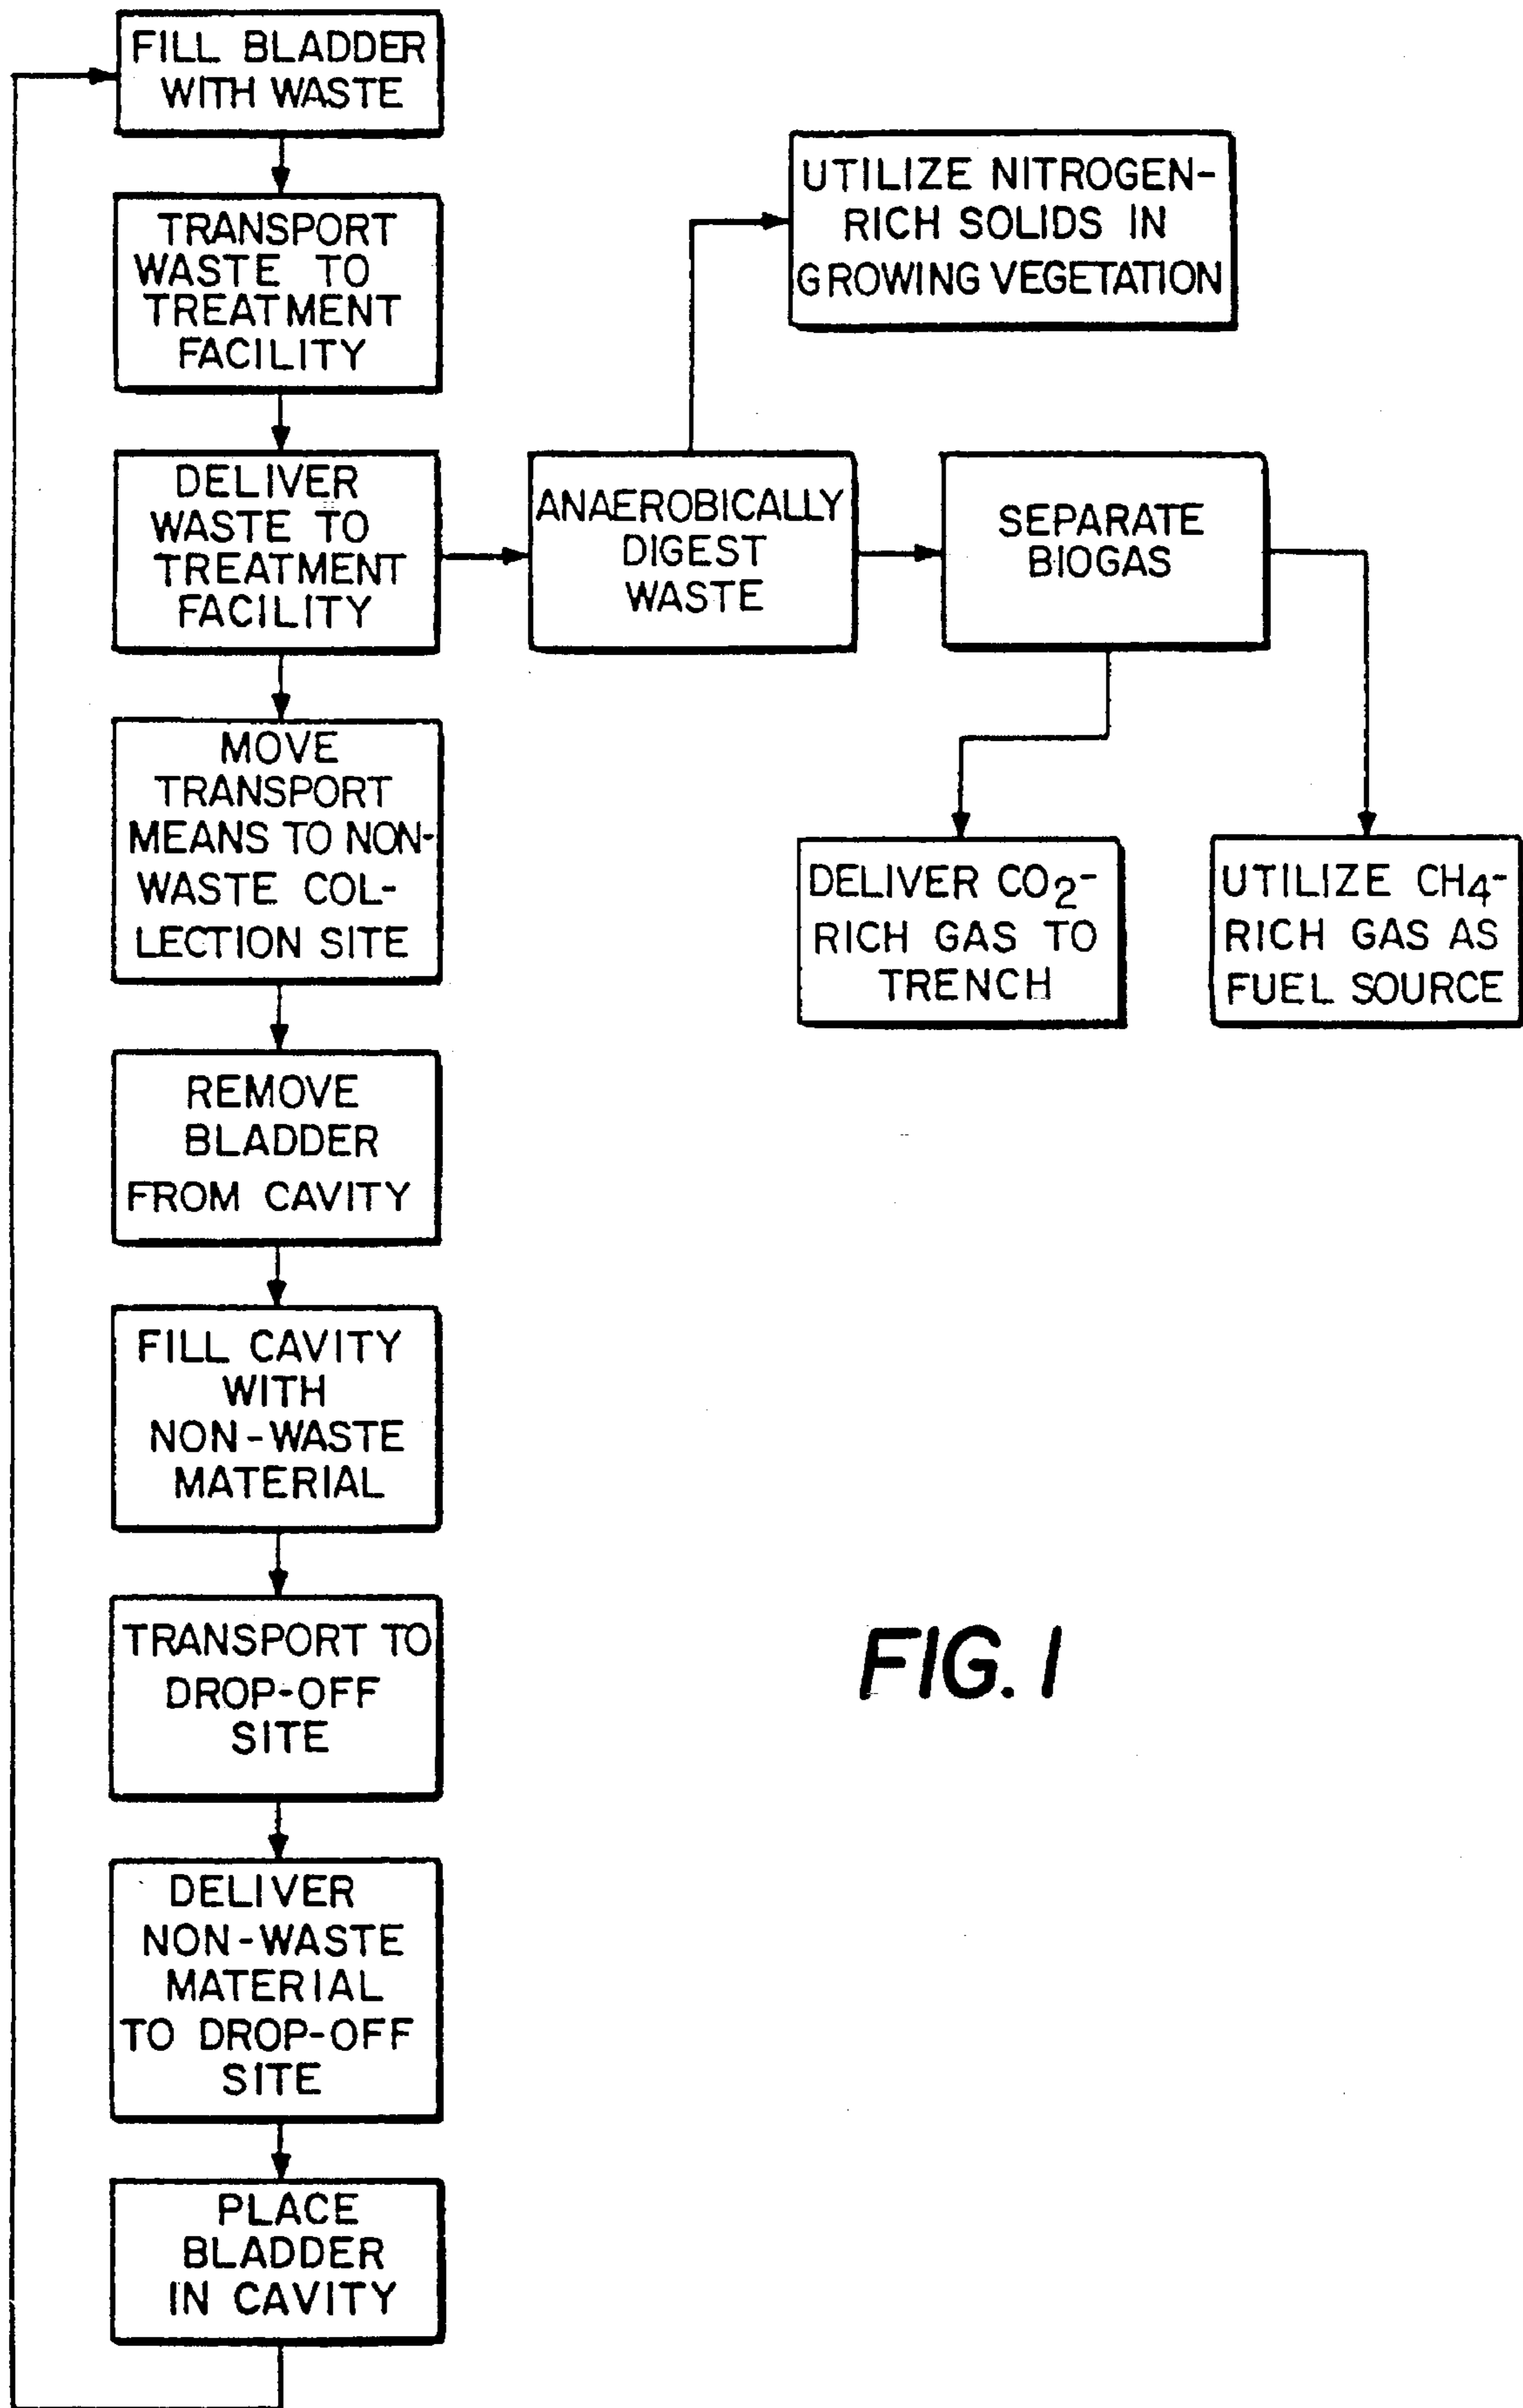 FILL BLADDER
WITH WASTE
TRANSPORT
WASTE TO
TREATMENT
FACILITY
DELIVER
WASTE TO
TREATMENT
FACILITY
MOVE
TRANSPORT
MEANS TO NON-
WASTE COL-
LECTION SITE
REMOVE
BLADDER
FROM CAVITY
FILL CAVITY
WITH
NON-WASTE
MATERIAL
TRANSPORT TO
DROP-OFF
SITE
DELIVER
NON-WASTE
MATERIAL
TO DROP-OFF
SITE
PLACE
BLADDER
IN CAVITY
ANAEROBICALLY
DIGEST
WASTE
UTILIZE NITROGEN-
RICH SOLIDS IN
GROWING VEGETATION
SEPARATE
BIOGAS
DELIVER CO₂-
RICH GAS TO
TRENCH
UTILIZE CH₄-
RICH GAS AS
FUEL SOURCE
FIG. 1